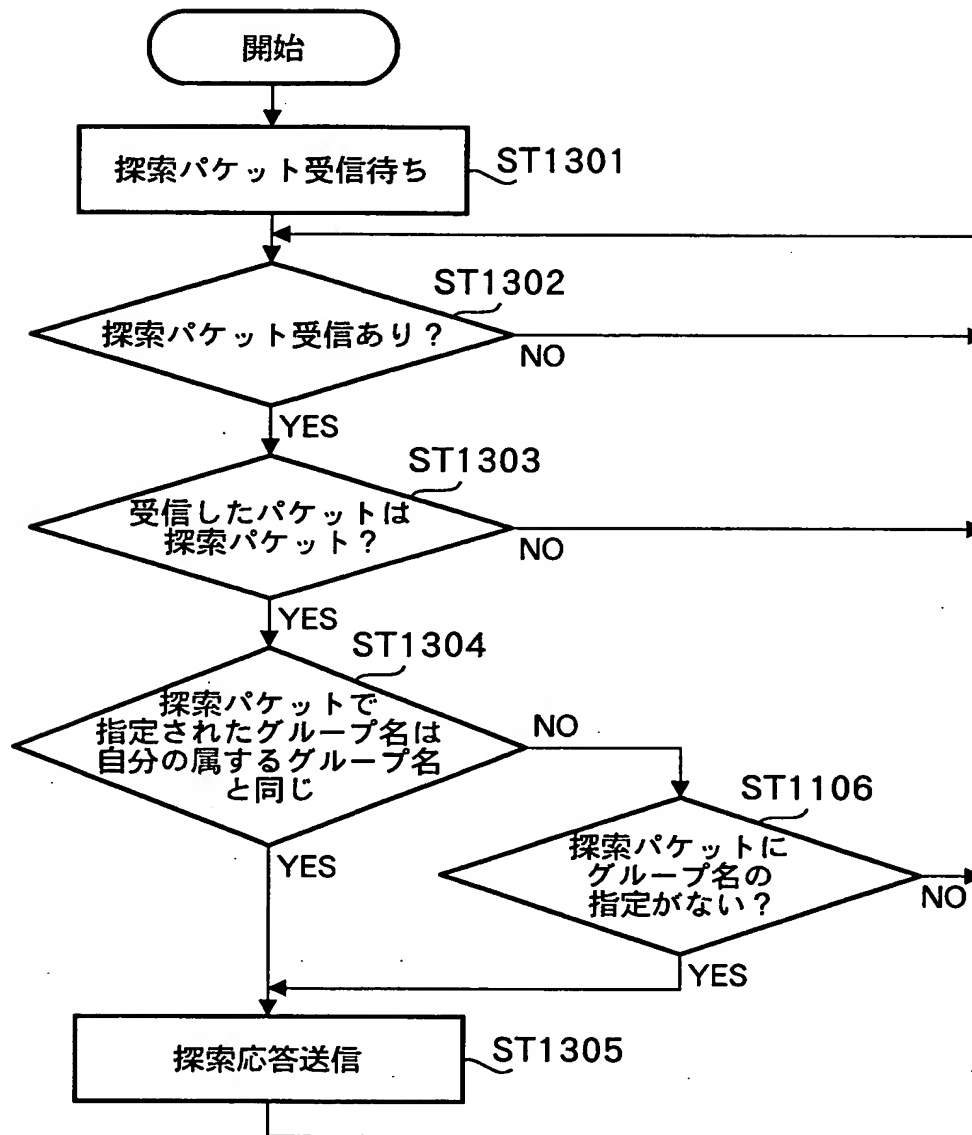 開始
探索パケット受信待ち
ST1301
ST1302
探索パケット受信あり？
NO
YES
ST1303
受信したパケットは
探索パケット？
NO
YES
ST1304
探索パケットで
指定されたグループ名は
自分の属するグループ名
と同じ
NO
YES
ST1106
探索パケットに
グループ名の
指定がない？
NO
YES
探索応答送信
ST1305